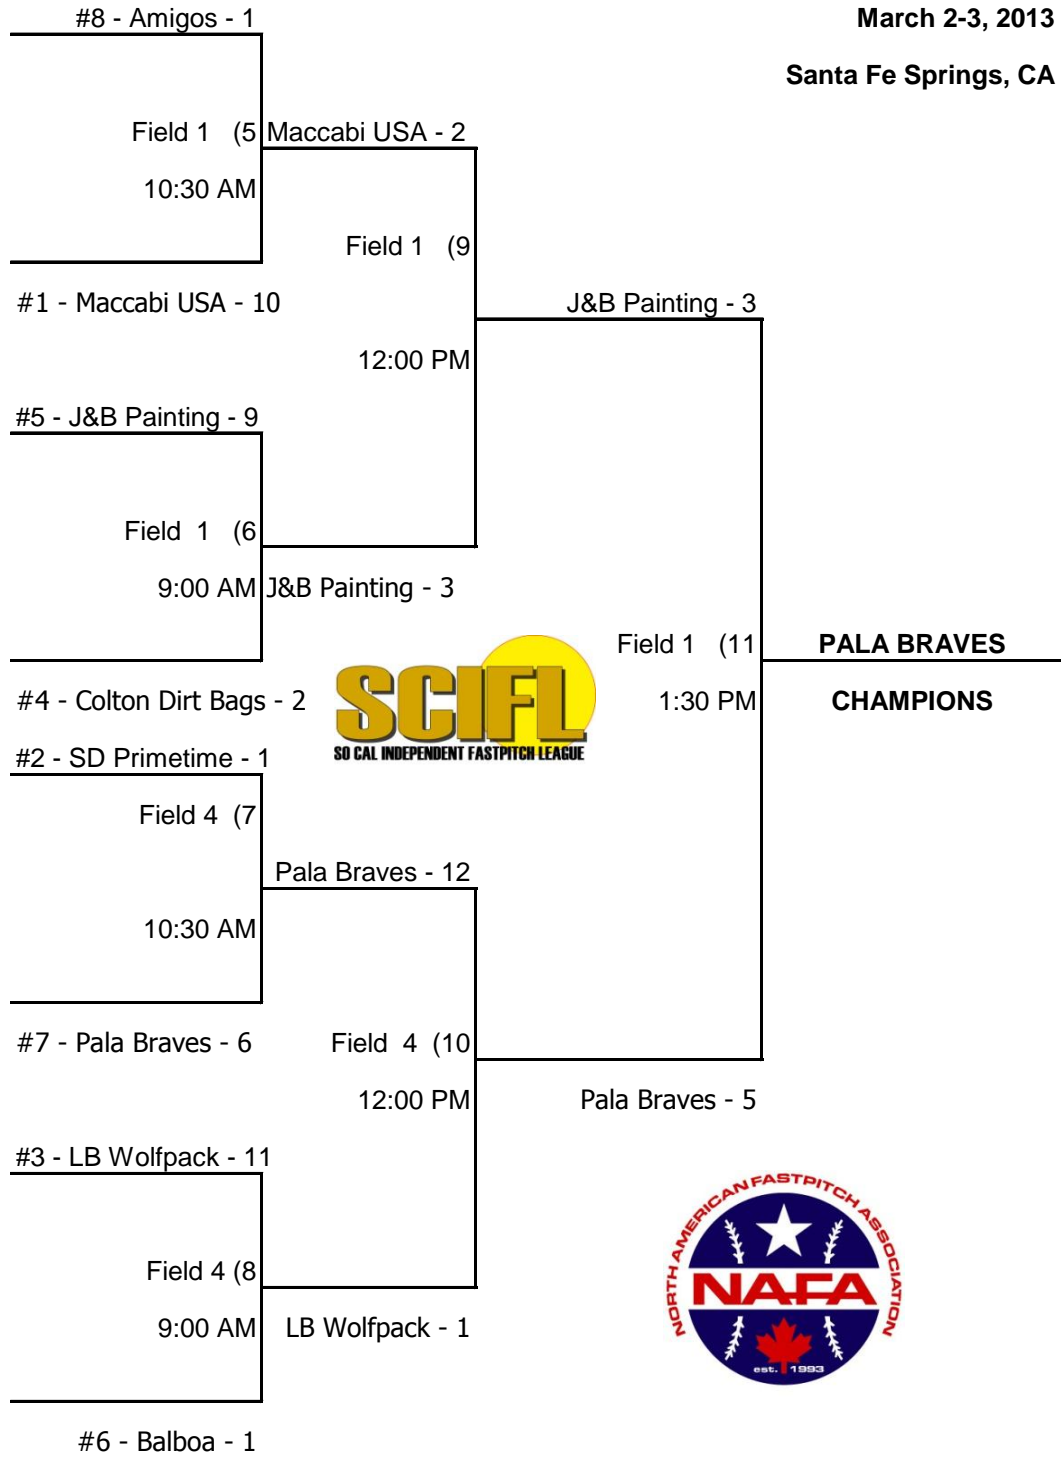 #8 - Amigos - 1
March 2-3, 2013
Santa Fe Springs, CA
Field 1 (5
Maccabi USA - 2
10:30 AM
Field 1 (9
#1 - Maccabi USA - 10
J&B Painting - 3
12:00 PM
#5 - J&B Painting - 9
Field 1 (6
9:00 AM
J&B Painting - 3
Field 1 (11
PALA BRAVES
#4 - Colton Dirt Bags - 2
SCIFL
SO CAL INDEPENDENT FASTPITCH LEAGUE
1:30 PM
CHAMPIONS
#2 - SD Primetime - 1
Field 4 (7
Pala Braves - 12
10:30 AM
#7 - Pala Braves - 6
Field 4 (10
12:00 PM
Pala Braves - 5
#3 - LB Wolfpack - 11
Field 4 (8
9:00 AM
LB Wolfpack - 1
NORTH AMERICAN FASTPITCH ASSOCIATION
NAFA
est. 1993
#6 - Balboa - 1